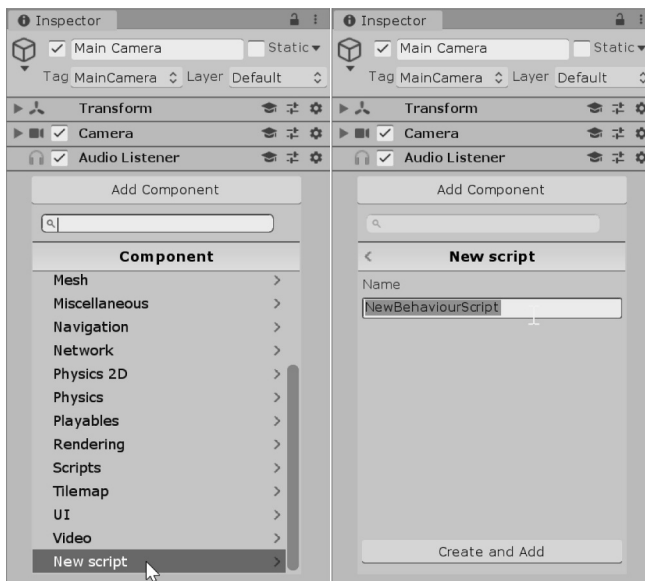 Inspector
Main Camera
Static
Tag MainCamera Layer Default
Transform
Camera
Audio Listener
Add Component
Component
Mesh
Miscellaneous
Navigation
Network
Physics 2D
Physics
Playables
Rendering
Scripts
Tilemap
UI
Video
New script
Inspector
Main Camera
Static
Tag MainCamera Layer Default
Transform
Camera
Audio Listener
Add Component
New script
Name
NewBehaviourScript
Create and Add